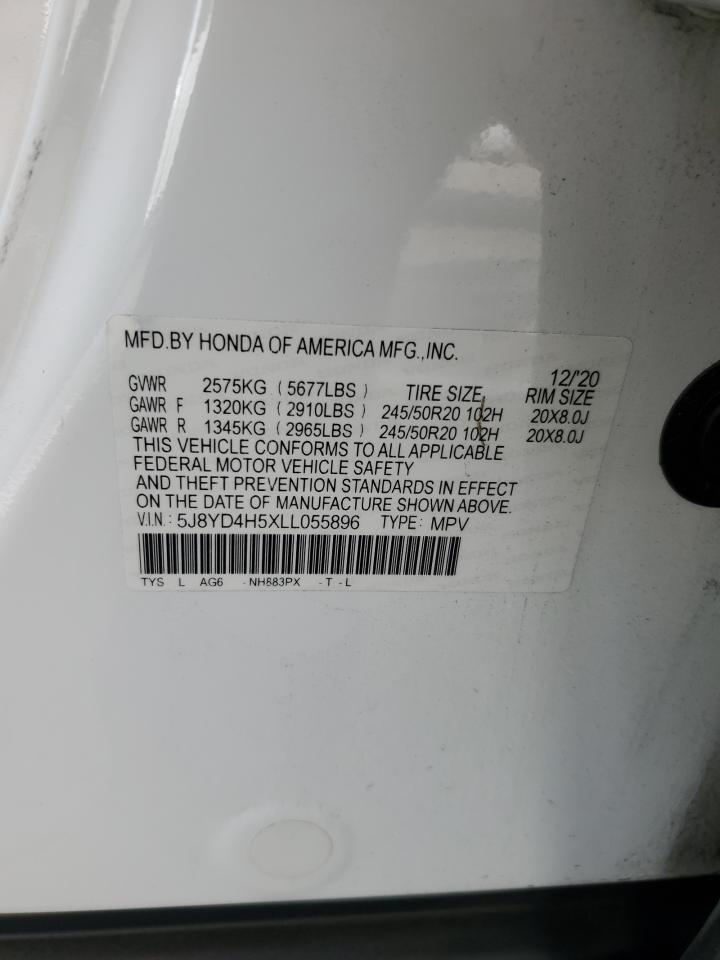 MFD.BY HONDA OF AMERICA MFG.,INC.
12/'20
GVWR 2575KG (5677LBS) TIRE SIZE RIM SIZE
GAWR F 1320KG (2910LBS) 245/50R20 102H 20X8.0J
GAWR R 1345KG (2965LBS) 245/50R20 102H 20X8.0J
THIS VEHICLE CONFORMS TO ALL APPLICABLE
FEDERAL MOTOR VEHICLE SAFETY
AND THEFT PREVENTION STANDARDS IN EFFECT
ON THE DATE OF MANUFACTURE SHOWN ABOVE.
V.I.N.: 5J8YD4H5XLL055896 TYPE: MPV
TYS L AG6 -NH883PX -T-L